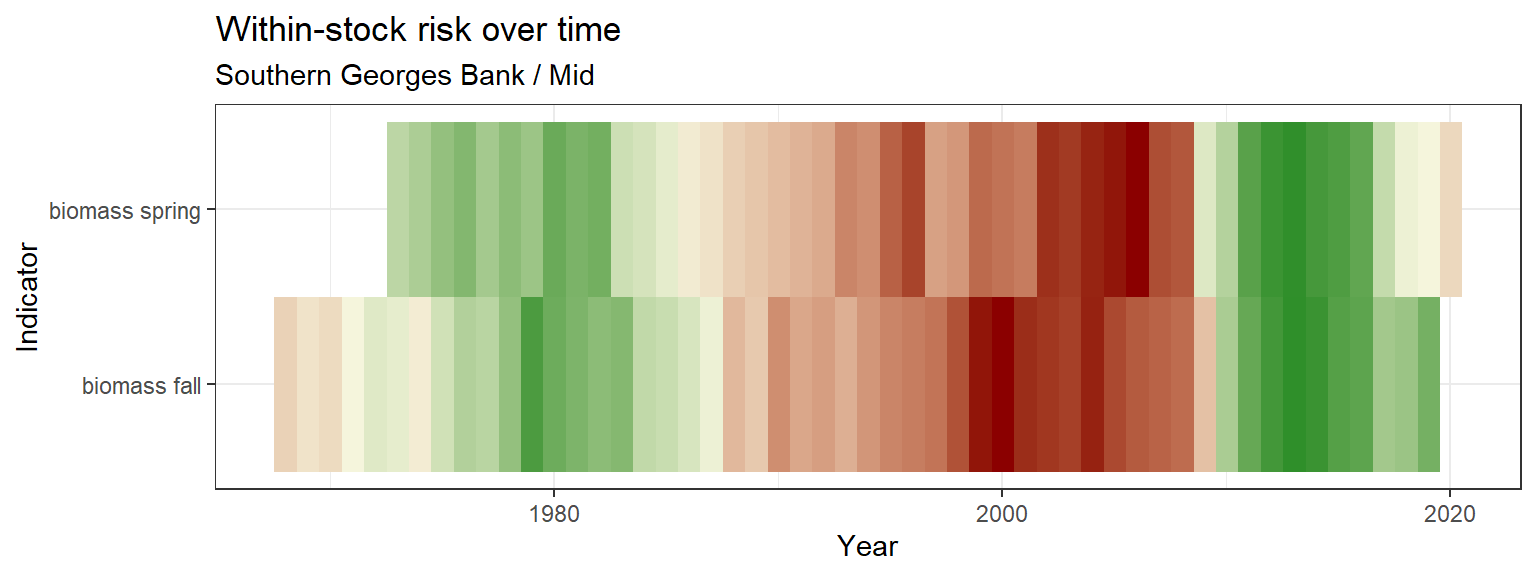 Within-stock risk over time
Southern Georges Bank / Mid
Indicator
biomass spring
biomass fall
1980
2000
2020
Year